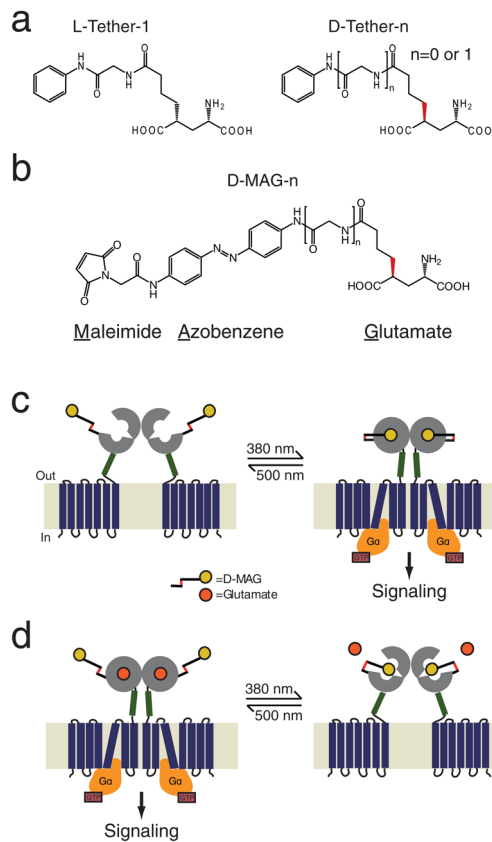 a
L-Tether-1
D-Tether-n
n=0 or 1
H
N
O
N
H
O
NH2
HOOC
COOH
H
N
O
N
H
n
O
NH2
HOOC
COOH
b
D-MAG-n
O
N
O
O
N
H
N
N
H
N
O
N
H
n
O
NH2
HOOC
COOH
Maleimide Azobenzene Glutamate
c
380 nm
500 nm
Out
In
Gα
GTP
Gα
GTP
Signaling
=D-MAG
=Glutamate
d
380 nm
500 nm
Gα
GTP
Gα
GTP
Signaling